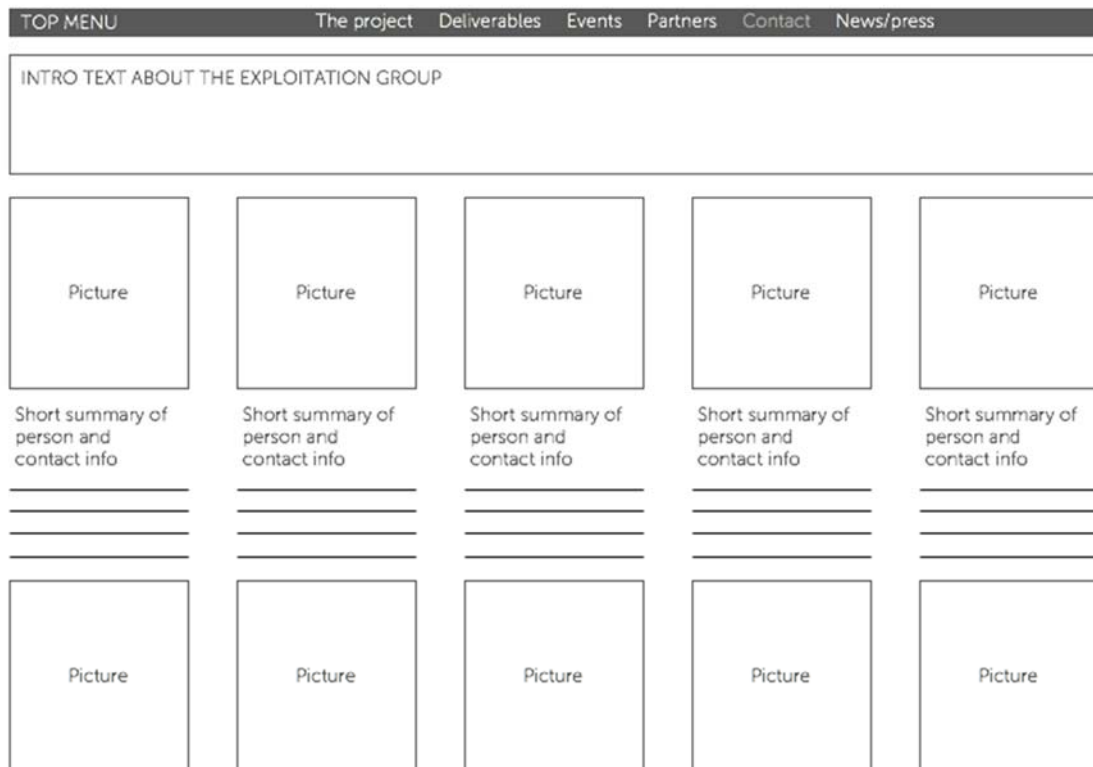 TOP MENU The project Deliverables Events Partners Contact News/press
INTRO TEXT ABOUT THE EXPLOITATION GROUP
Picture Picture Picture Picture Picture
Short summary of Short summary of Short summary of Short summary of Short summary of
person and person and person and person and person and
contact info contact info contact info contact info contact info
Picture Picture Picture Picture Picture